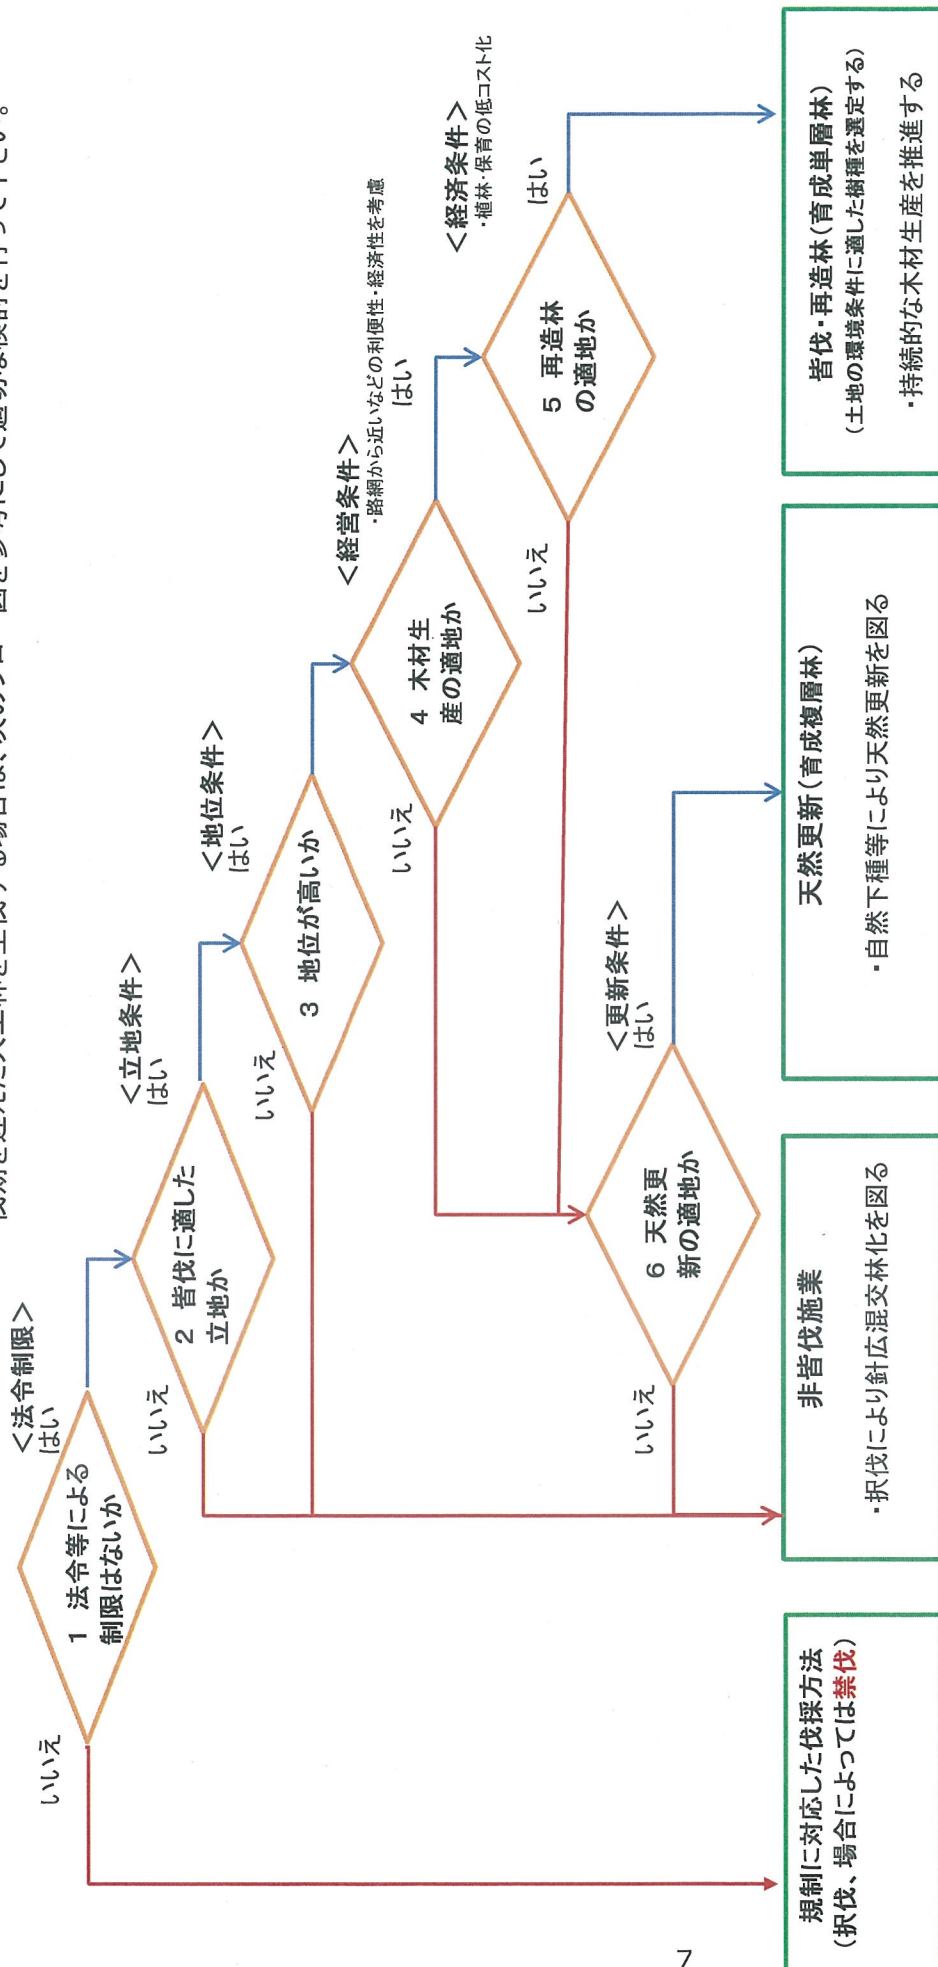 ＜法令制限＞
はい
1 法令等による
制限はないか
いいえ
＜立地条件＞
はい
2 皆伐に適した
立地か
いいえ
＜地位条件＞
はい
3 地位が高いか
いいえ
＜経営条件＞
・路網から近いなどの利便性・経済性を考慮
はい
4 木材生
産の適地か
いいえ
＜経済条件＞
・植林・保育の低コスト化
はい
5 再造林
の適地か
いいえ
＜更新条件＞
はい
6 天然更
新の適地か
いいえ
規制に対応した伐採方法
（択伐、場合によっては禁伐）
非皆伐施業
・択伐により針広混交林化を図る
天然更新（育成複層林）
・自然下種等により天然更新を図る
皆伐・再造林（育成単層林）
（土地の環境条件に適した樹種を選定する）
・持続的な木材生産を推進する
7